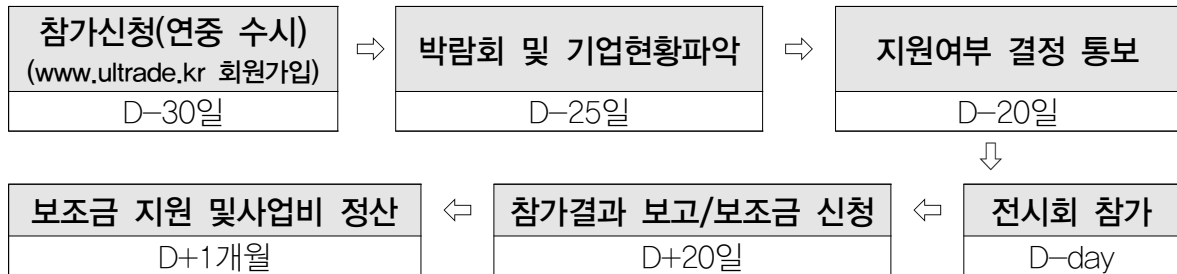 참가신청(연중 수시)
(www.ultrade.kr 회원가입)
D-30일
⇨
박람회 및 기업현황파악
D-25일
⇨
지원여부 결정 통보
D-20일
⇩
전시회 참가
D-day
⇦
참가결과 보고/보조금 신청
D+20일
⇦
보조금 지원 및사업비 정산
D+1개월